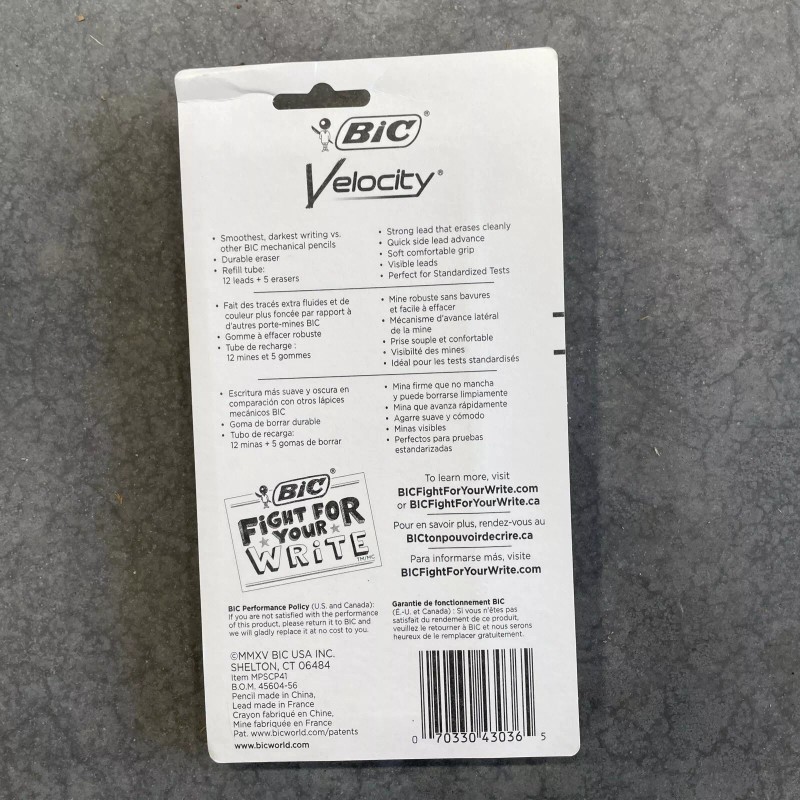 BiC®
Velocity®
• Smoothest, darkest writing vs.
other BIC mechanical pencils
• Durable eraser
• Refill tube:
12 leads + 5 erasers
• Strong lead that erases cleanly
• Quick side lead advance
• Soft comfortable grip
• Visible leads
• Perfect for Standardized Tests
• Fait des tracés extra fluides et de
couleur plus foncée par rapport à
d'autres porte-mines BIC
• Gomme à effacer robuste
• Tube de recharge :
12 mines et 5 gommes
• Mine robuste sans bavures
et facile à effacer
• Mécanisme d'avance latéral
de la mine
• Prise souple et confortable
• Visibilté des mines
• Idéal pour les tests standardisés
• Escritura más suave y oscura en
comparación con otros lápices
mecánicos BIC
• Goma de borrar durable
• Tubo de recarga:
12 minas + 5 gomas de borrar
• Mina firme que no mancha
y puede borrarse limpiamente
• Mina que avanza rápidamente
• Agarre suave y cómodo
• Minas visibles
• Perfectos para pruebas
estandarizadas
BiC®
FiGHT FOR
YOUR
WRiTE
TM/MC
To learn more, visit
BICFightForYourWrite.com
or BICFightForYourWrite.ca
Pour en savoir plus, rendez-vous au
BICtonpouvoirdecrire.ca
Para informarse más, visite
BICFightForYourWrite.com
BIC Performance Policy (U.S. and Canada):
If you are not satisfied with the performance
of this product, please return it to BIC and
we will gladly replace it at no cost to you.
Garantie de fonctionnement BIC
(É.-U. et Canada) : Si vous n'êtes pas
satisfait du rendement de ce produit,
veuillez le retourner à BIC et nous serons
heureux de le remplacer gratuitement.
©MMXV BIC USA INC.
SHELTON, CT 06484
Item MPSCP41
B.O.M. 45604-56
Pencil made in China,
Lead made in France
Crayon fabriqué en Chine,
Mine fabriquée en France
Pat. www.bicworld.com/patents
www.bicworld.com
0 70330 43036 5